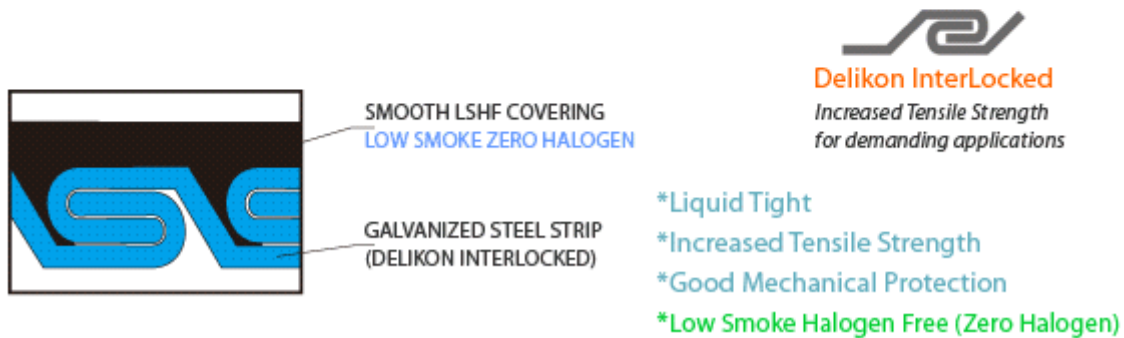 Delikon InterLocked
Increased Tensile Strength
for demanding applications
SMOOTH LSHF COVERING
LOW SMOKE ZERO HALOGEN
GALVANIZED STEEL STRIP
(DELIKON INTERLOCKED)
*Liquid Tight
*Increased Tensile Strength
*Good Mechanical Protection
*Low Smoke Halogen Free (Zero Halogen)